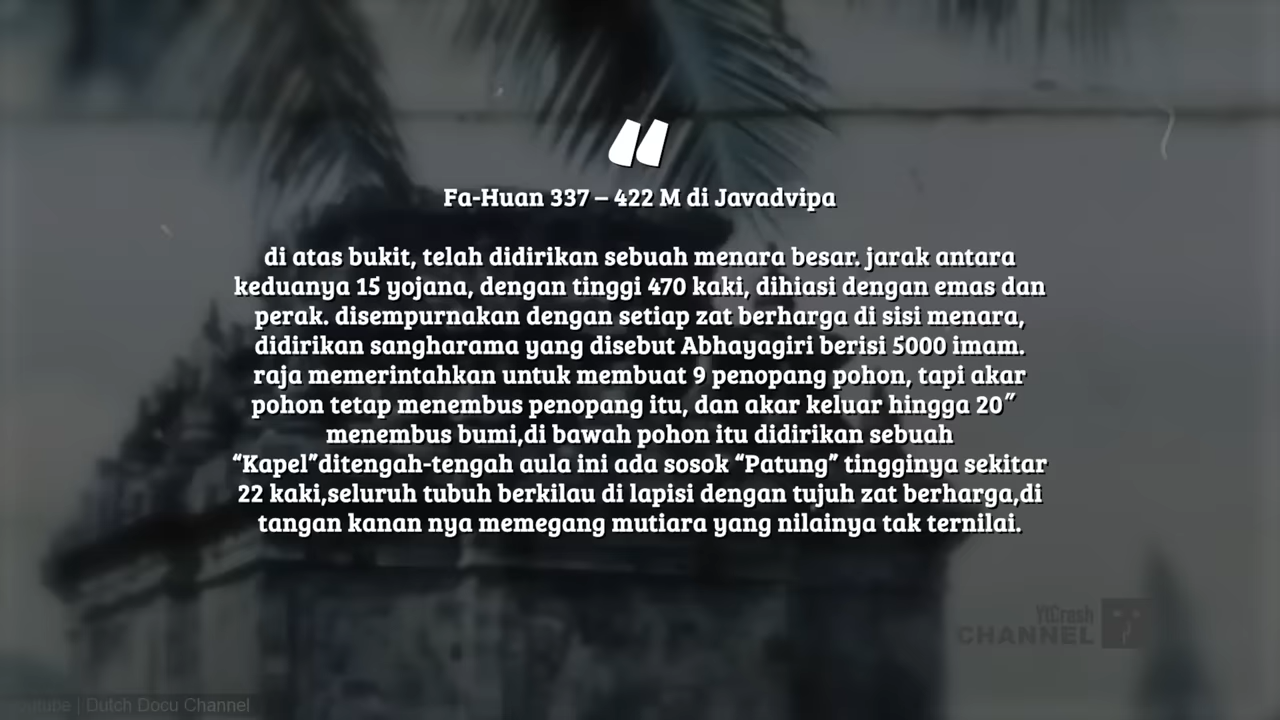 “
Fa-Huan 337 – 422 M di Javadvipa
di atas bukit, telah didirikan sebuah menara besar. jarak antara
keduanya 15 yojana, dengan tinggi 470 kaki, dihiasi dengan emas dan
perak. disempurnakan dengan setiap zat berharga di sisi menara,
didirikan sangharama yang disebut Abhayagiri berisi 5000 imam.
raja memerintahkan untuk membuat 9 penopang pohon, tapi akar
pohon tetap menembus penopang itu, dan akar keluar hingga 20″
menembus bumi,di bawah pohon itu didirikan sebuah
“Kapel”ditengah-tengah aula ini ada sosok “Patung” tingginya sekitar
22 kaki,seluruh tubuh berkilau di lapisi dengan tujuh zat berharga,di
tangan kanan nya memegang mutiara yang nilainya tak ternilai.
YtCrash
CHANNEL
| Dutch Docu Channel